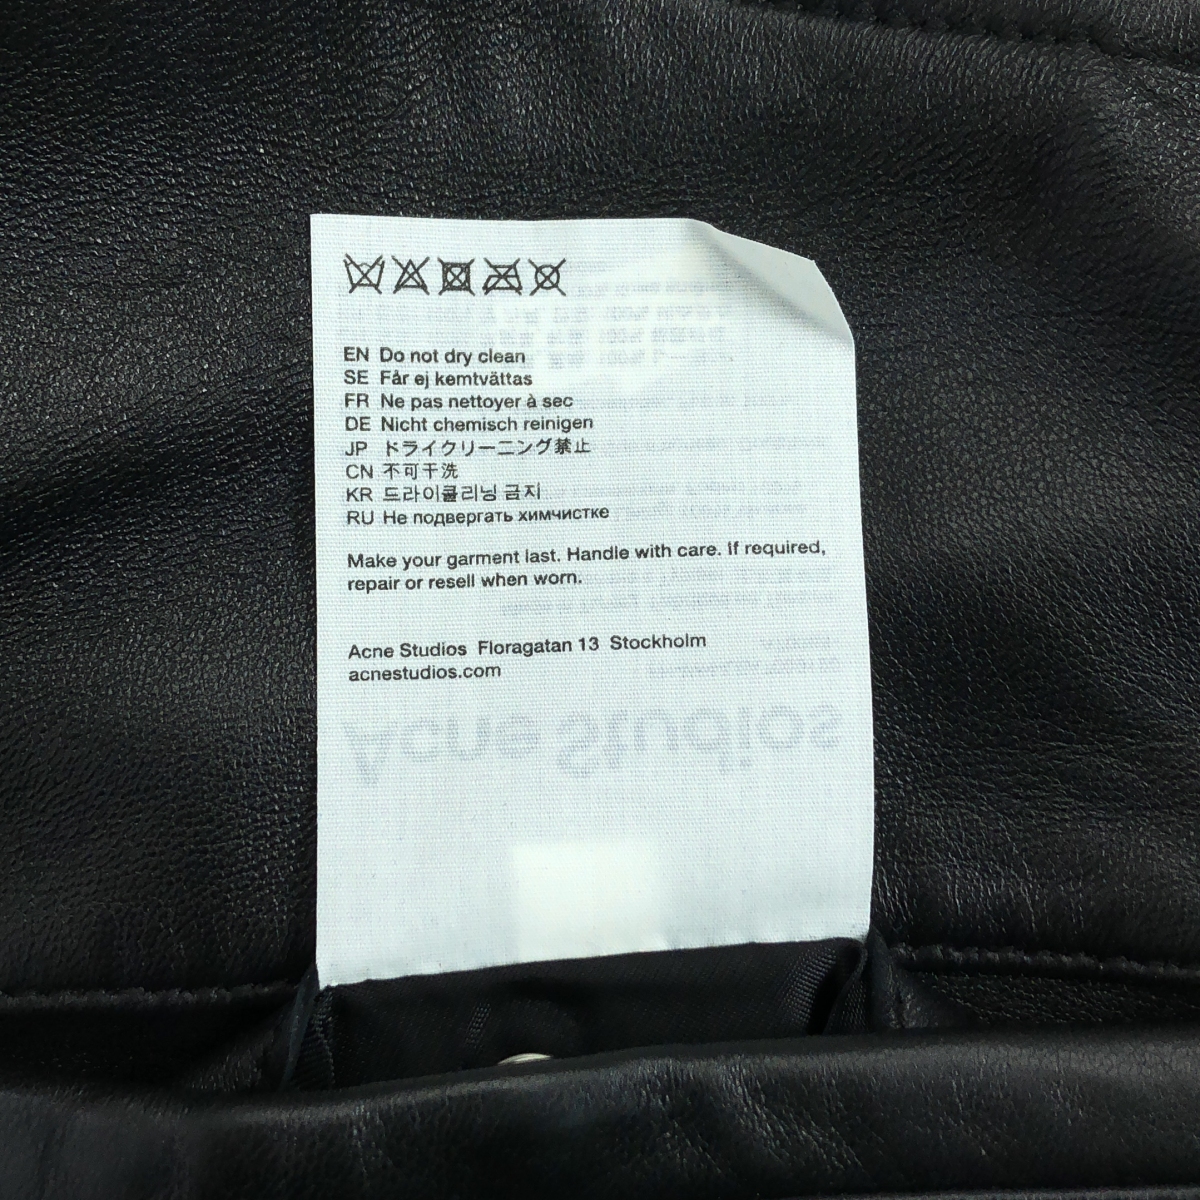 EN Do not dry clean
SE Får ej kemtvättas
FR Ne pas nettoyer à sec
DE Nicht chemisch reinigen
JP ドライクリーニング禁止
CN 不可干洗
KR 드라이클리닝 금지
RU Не подвергать химчистке
Make your garment last. Handle with care. If required,
repair or resell when worn.
Acne Studios Floragatan 13 Stockholm
acnestudios.com
Acne Studios